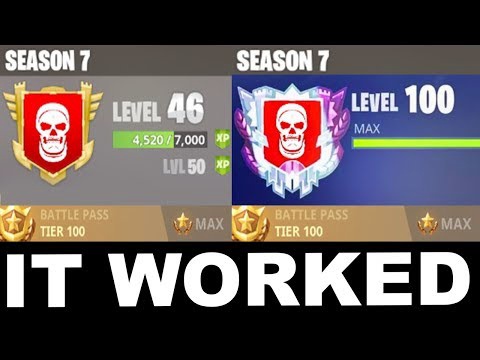 SEASON 7
LEVEL 46
4,520 / 7,000 XP
LVL 50 XP
BATTLE PASS
TIER 100
MAX
SEASON 7
LEVEL 100
MAX
BATTLE PASS
TIER 100
MAX
IT WORKED